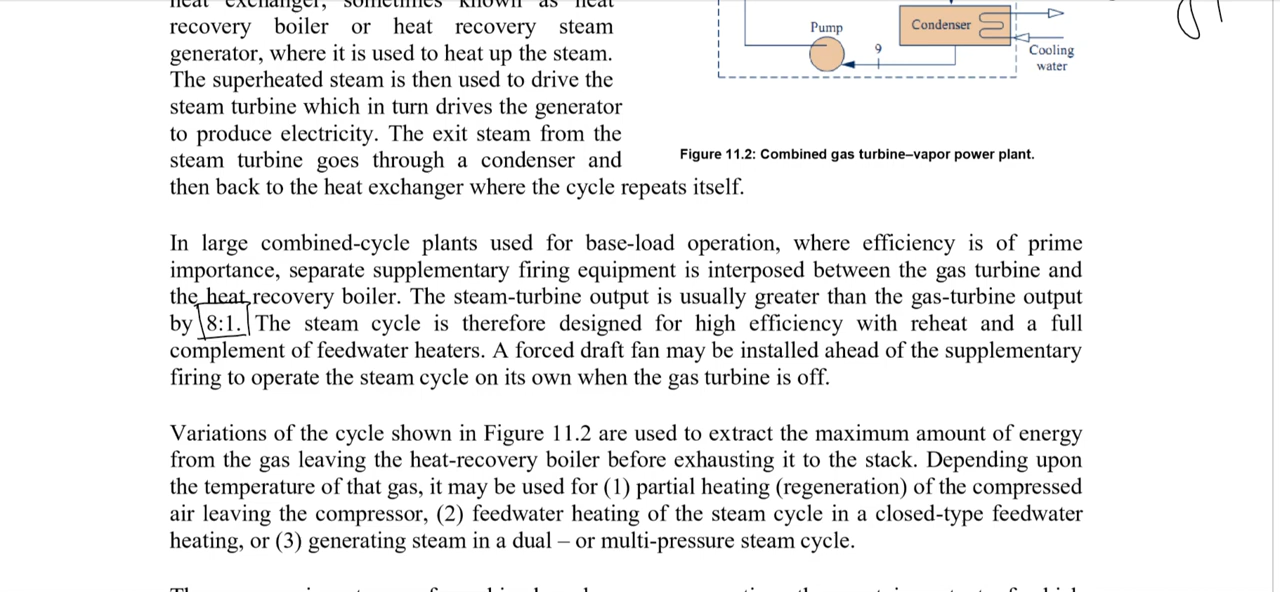 recovery boiler or heat recovery steam
generator, where it is used to heat up the steam.
The superheated steam is then used to drive the
steam turbine which in turn drives the generator
to produce electricity. The exit steam from the
steam turbine goes through a condenser and
then back to the heat exchanger where the cycle repeats itself.
Pump
Condenser
9
Cooling
water
Figure 11.2: Combined gas turbine–vapor power plant.
In large combined-cycle plants used for base-load operation, where efficiency is of prime
importance, separate supplementary firing equipment is interposed between the gas turbine and
the heat recovery boiler. The steam-turbine output is usually greater than the gas-turbine output
by 8:1. The steam cycle is therefore designed for high efficiency with reheat and a full
complement of feedwater heaters. A forced draft fan may be installed ahead of the supplementary
firing to operate the steam cycle on its own when the gas turbine is off.
Variations of the cycle shown in Figure 11.2 are used to extract the maximum amount of energy
from the gas leaving the heat-recovery boiler before exhausting it to the stack. Depending upon
the temperature of that gas, it may be used for (1) partial heating (regeneration) of the compressed
air leaving the compressor, (2) feedwater heating of the steam cycle in a closed-type feedwater
heating, or (3) generating steam in a dual – or multi-pressure steam cycle.